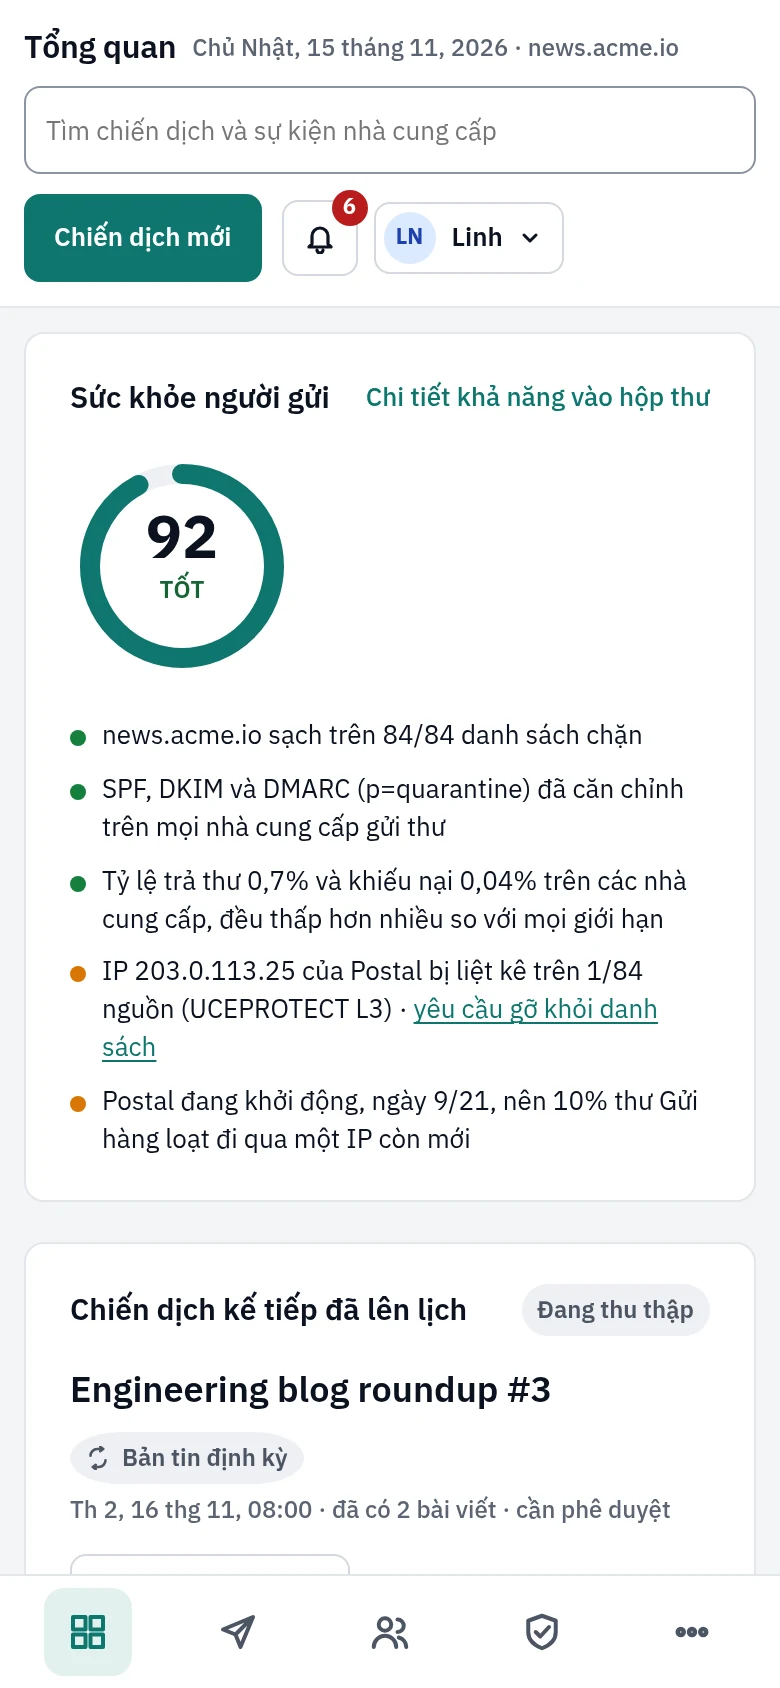 Tổng quan Chủ Nhật, 15 tháng 11, 2026 · news.acme.io
Tìm chiến dịch và sự kiện nhà cung cấp
Chiến dịch mới
6
LN Linh
Sức khỏe người gửi
Chi tiết khả năng vào hộp thư
92
TỐT
news.acme.io sạch trên 84/84 danh sách chặn
SPF, DKIM và DMARC (p=quarantine) đã căn chỉnh
trên mọi nhà cung cấp gửi thư
Tỷ lệ trả thư 0,7% và khiếu nại 0,04% trên các nhà
cung cấp, đều thấp hơn nhiều so với mọi giới hạn
IP 203.0.113.25 của Postal bị liệt kê trên 1/84
nguồn (UCEPROTECT L3) · yêu cầu gỡ khỏi danh
sách
Postal đang khởi động, ngày 9/21, nên 10% thư Gửi
hàng loạt đi qua một IP còn mới
Chiến dịch kế tiếp đã lên lịch
Đang thu thập
Engineering blog roundup #3
Bản tin định kỳ
Th 2, 16 thg 11, 08:00 · đã có 2 bài viết · cần phê duyệt